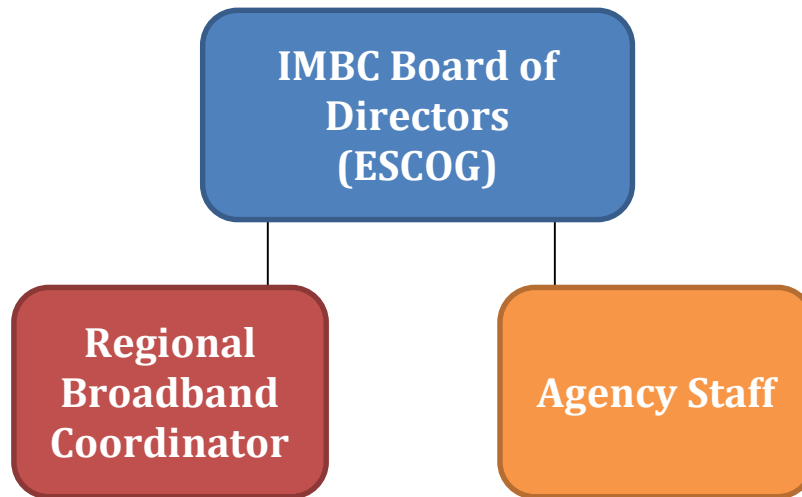 IMBC Board of
Directors
(ESCOG)
Regional
Broadband
Coordinator
Agency Staff